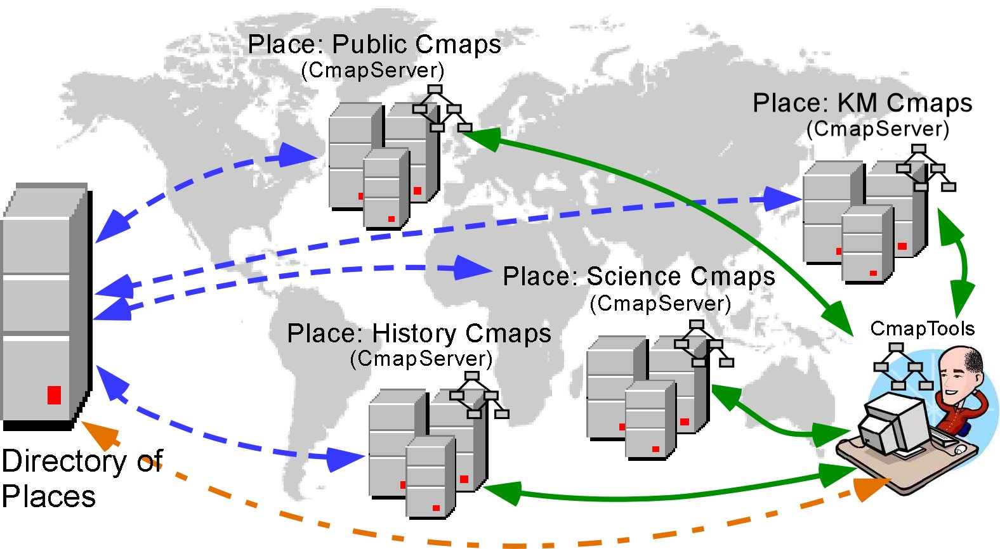 Place: Public Cmaps
(CmapServer)
Place: KM Cmaps
(CmapServer)
Place: Science Cmaps
(CmapServer)
Place: History Cmaps
(CmapServer)
CmapTools
Directory of
Places